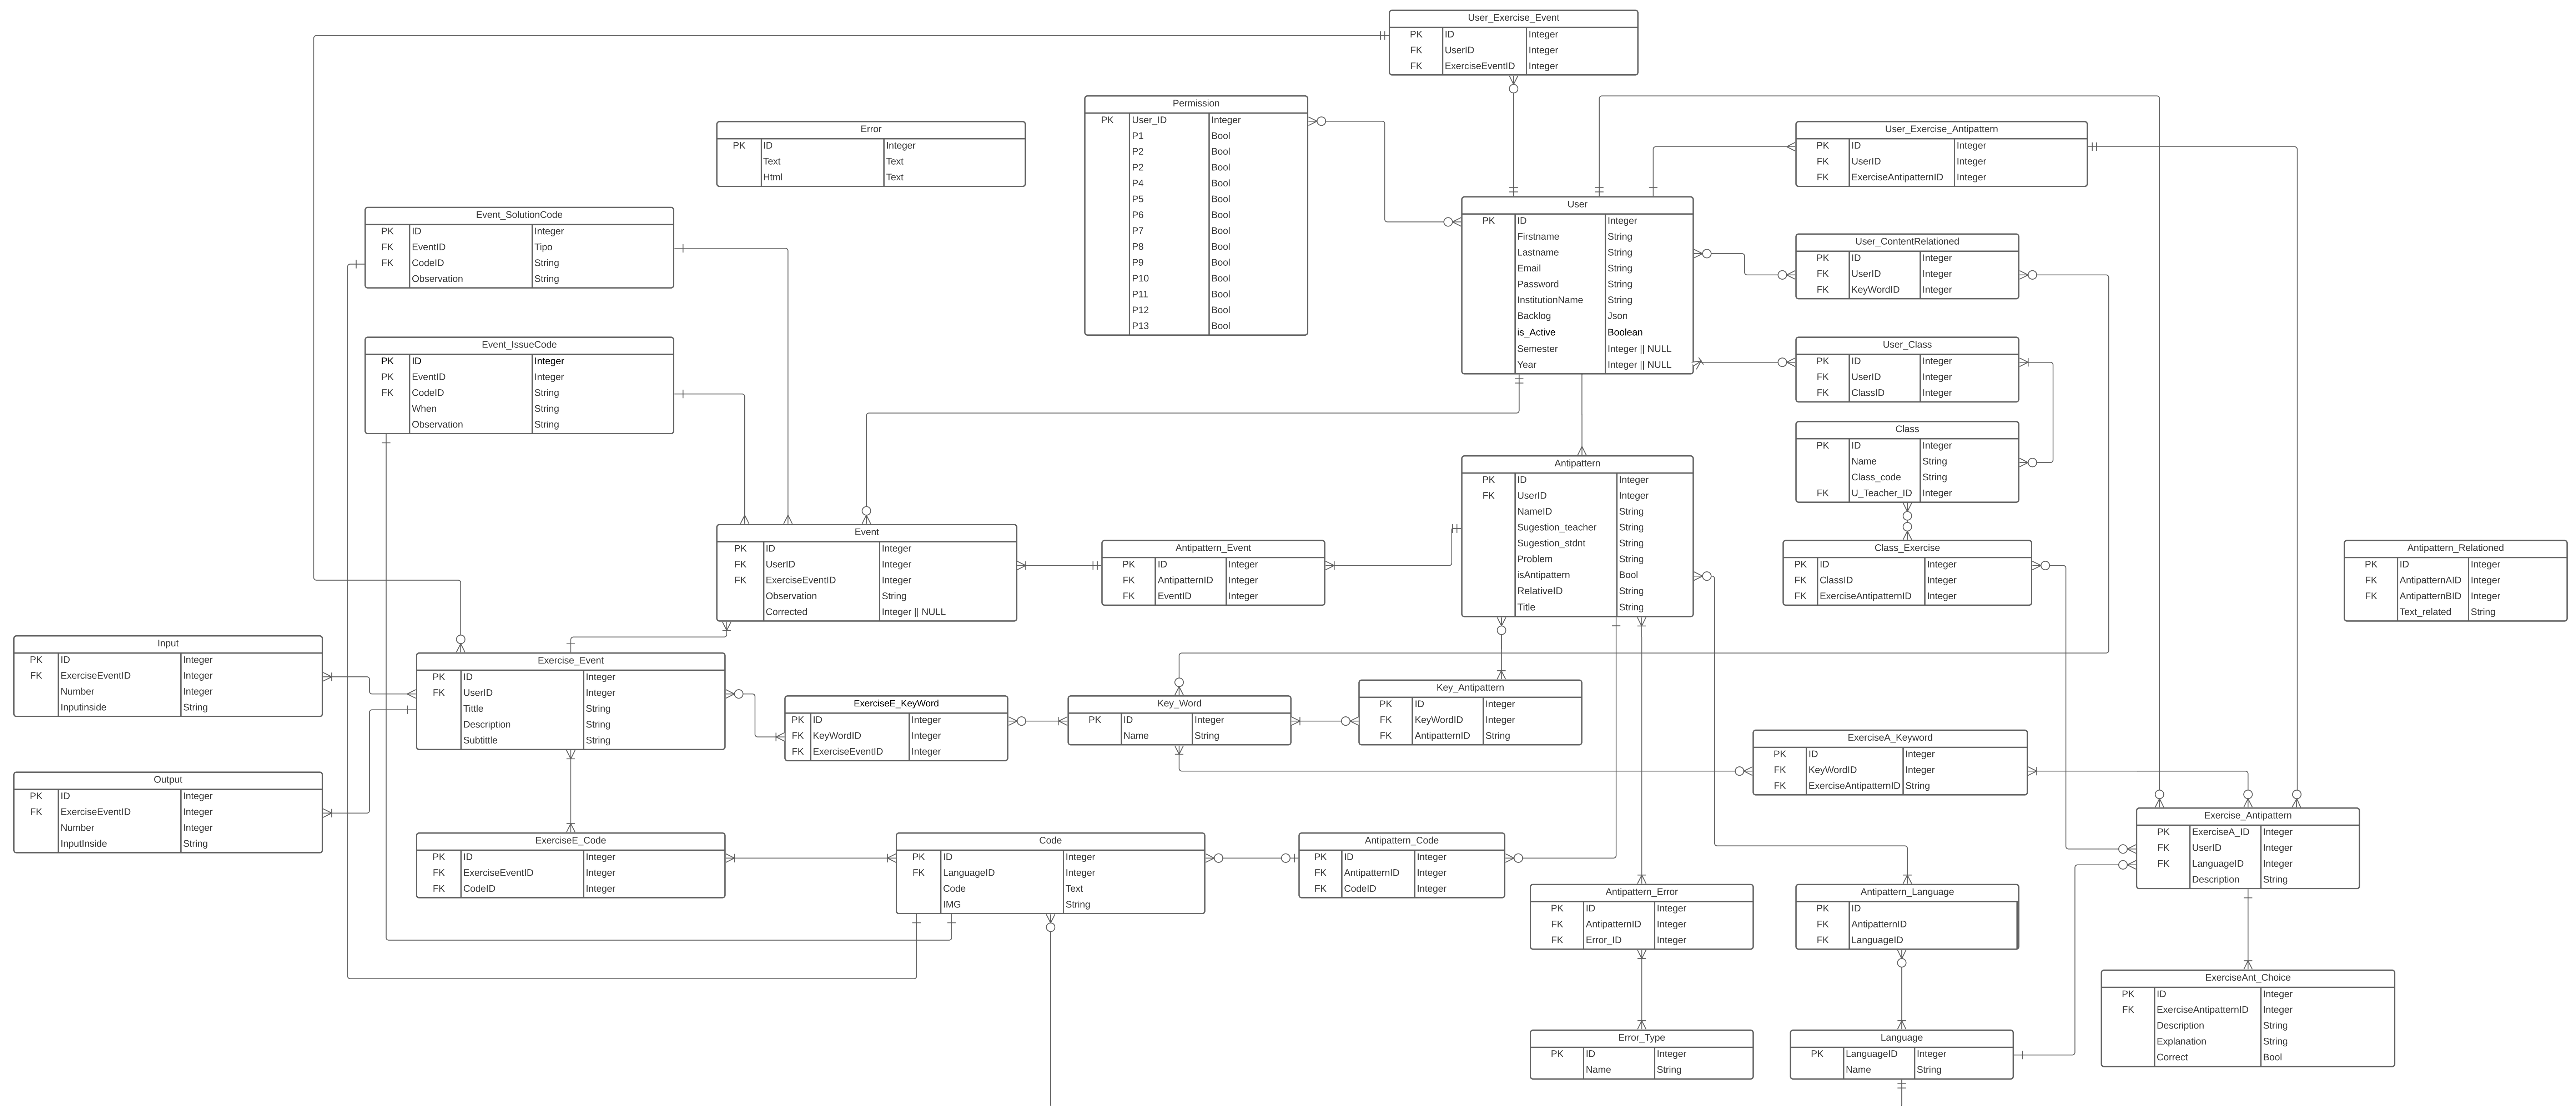 User_Exercise_Event
PK ID Integer
FK UserID Integer
FK ExerciseEventID Integer
Permission
PK User_ID Integer
P1 Bool
P2 Bool
P2 Bool
P4 Bool
P5 Bool
P6 Bool
P7 Bool
P8 Bool
P9 Bool
P10 Bool
P11 Bool
P12 Bool
P13 Bool
Error
PK ID Integer
Text Text
Html Text
User_Exercise_Antipattern
PK ID Integer
FK UserID Integer
FK ExerciseAntipatternID Integer
User
PK ID Integer
Firstname String
Lastname String
Email String
Password String
InstitutionName String
Backlog Json
is_Active Boolean
Semester Integer || NULL
Year Integer || NULL
Event_SolutionCode
PK ID Integer
FK EventID Tipo
FK CodeID String
Observation String
User_ContentRelationed
PK ID Integer
FK UserID Integer
FK KeyWordID Integer
Event_IssueCode
PK ID Integer
PK EventID Integer
FK CodeID String
When String
Observation String
User_Class
PK ID Integer
FK UserID Integer
FK ClassID Integer
Class
PK ID Integer
Name String
Class_code String
FK U_Teacher_ID Integer
Antipattern
PK ID Integer
FK UserID Integer
NameID String
Sugestion_teacher String
Sugestion_stdnt String
Problem String
isAntipattern Bool
RelativeID String
Title String
Event
PK ID Integer
FK UserID Integer
FK ExerciseEventID Integer
Observation String
Corrected Integer || NULL
Antipattern_Event
PK ID Integer
FK AntipatternID Integer
FK EventID Integer
Class_Exercise
PK ID Integer
FK ClassID Integer
FK ExerciseAntipatternID Integer
Antipattern_Relationed
PK ID Integer
FK AntipatternAID Integer
FK AntipatternBID Integer
Text_related String
Input
PK ID Integer
FK ExerciseEventID Integer
Number Integer
Inputinside String
Exercise_Event
PK ID Integer
FK UserID Integer
Tittle String
Description String
Subtittle String
ExerciseE_KeyWord
PK ID Integer
FK KeyWordID Integer
FK ExerciseEventID Integer
Key_Word
PK ID Integer
Name String
Key_Antipattern
PK ID Integer
FK KeyWordID Integer
FK AntipatternID String
ExerciseA_Keyword
PK ID Integer
FK KeyWordID Integer
FK ExerciseAntipatternID String
Output
PK ID Integer
FK ExerciseEventID Integer
Number Integer
InputInside String
Exercise_Antipattern
PK ExerciseA_ID Integer
FK UserID Integer
FK LanguageID Integer
Description String
ExerciseE_Code
PK ID Integer
FK ExerciseEventID Integer
FK CodeID Integer
Code
PK ID Integer
FK LanguageID Integer
Code Text
IMG String
Antipattern_Code
PK ID Integer
FK AntipatternID Integer
FK CodeID Integer
Antipattern_Error
PK ID Integer
FK AntipatternID Integer
FK Error_ID Integer
Antipattern_Language
PK ID
FK AntipatternID
FK LanguageID
ExerciseAnt_Choice
PK ID Integer
FK ExerciseAntipatternID Integer
Description String
Explanation String
Correct Bool
Error_Type
PK ID Integer
Name String
Language
PK LanguageID Integer
Name String